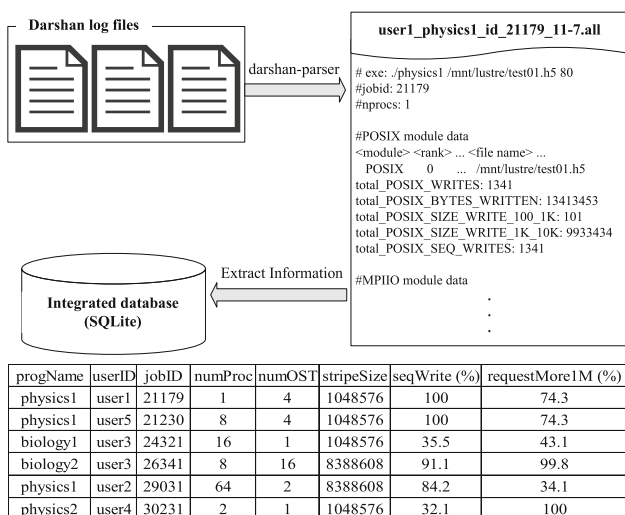 Darshan log files
darshan-parser
user1_physics1_id_21179_11-7.all
# exe: ./physics1 /mnt/lustre/test01.h5 80
#jobid: 21179
#nprocs: 1
#POSIX module data
<module> <rank> ... <file name> ...
POSIX 0 ... /mnt/lustre/test01.h5
total_POSIX_WRITES: 1341
total_POSIX_BYTES_WRITTEN: 13413453
total_POSIX_SIZE_WRITE_100_1K: 101
total_POSIX_SIZE_WRITE_1K_10K: 9933434
total_POSIX_SEQ_WRITES: 1341
#MPIIO module data
.
.
.
Extract Information
Integrated database
(SQLite)
progName userID jobID numProc numOST stripeSize seqWrite (%) requestMore1M (%)
physics1 user1 21179 1 4 1048576 100 74.3
physics1 user5 21230 8 4 1048576 100 74.3
biology1 user3 24321 16 1 1048576 35.5 43.1
biology2 user3 26341 8 16 8388608 91.1 99.8
physics1 user2 29031 64 2 8388608 84.2 34.1
physics2 user4 30231 2 1 1048576 32.1 100